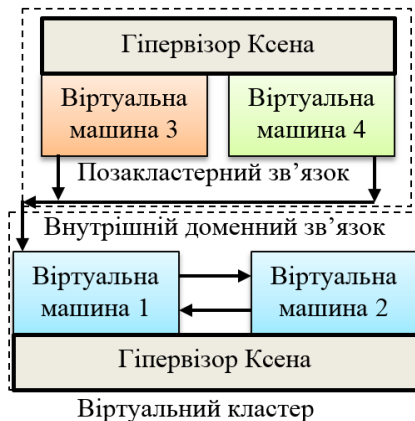 Гіпервізор Ксена
Віртуальна
машина 3
Віртуальна
машина 4
Позакластерний зв’язок
Внутрішній доменний зв’язок
Віртуальна
машина 1
Віртуальна
машина 2
Гіпервізор Ксена
Віртуальний кластер